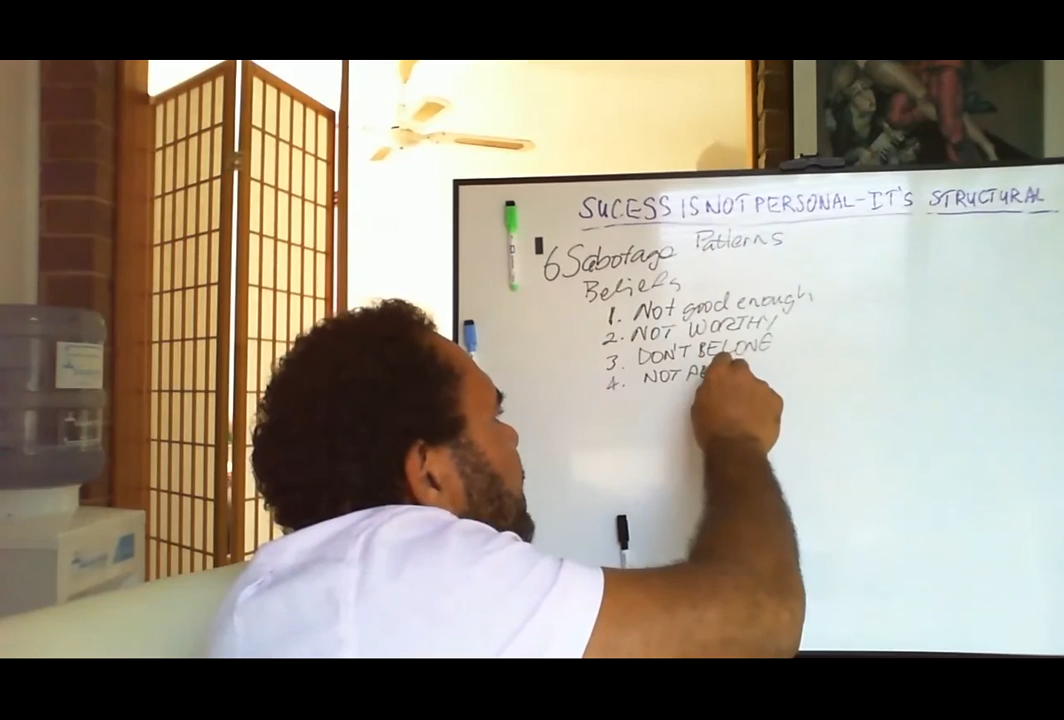 SUCESS IS NOT PERSONAL - IT'S STRUCTURAL
6 Sabotage Patterns
Beliefs
1. Not good enough
2. NOT WORTHY
3. DON'T BELONG
4. NOT